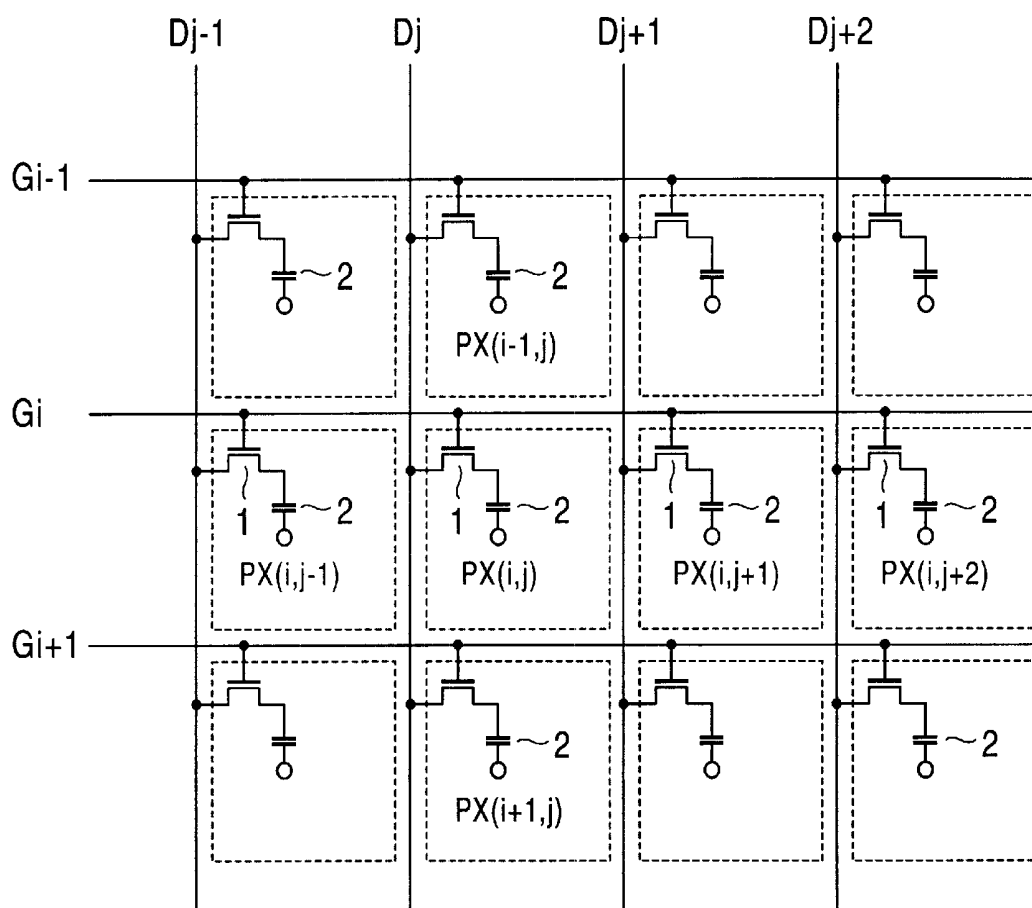 Dj-1 Dj Dj+1 Dj+2
Gi-1
2 2
PX(i-1,j)
Gi
2 2 2 2
1 1 1 1
PX(i,j-1) PX(i,j) PX(i,j+1) PX(i,j+2)
Gi+1
2 2
PX(i+1,j)